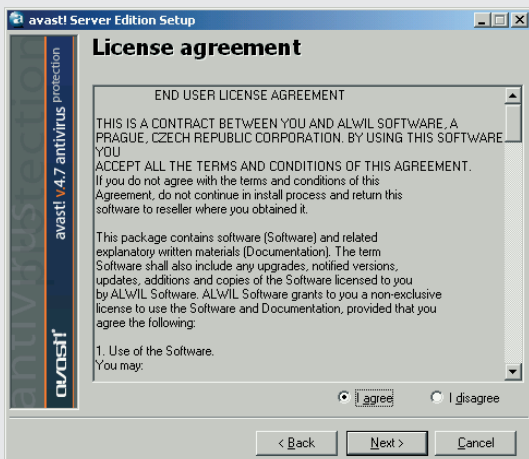 avast! Server Edition Setup
License agreement
avast! v.4.7 antivirus protection
avast!
antivirus protection
END USER LICENSE AGREEMENT
THIS IS A CONTRACT BETWEEN YOU AND ALWIL SOFTWARE, A
PRAGUE, CZECH REPUBLIC CORPORATION. BY USING THIS SOFTWARE
YOU
ACCEPT ALL THE TERMS AND CONDITIONS OF THIS AGREEMENT.
If you do not agree with the terms and conditions of this
Agreement, do not continue in install process and return this
software to reseller where you obtained it.
This package contains software (Software) and related
explanatory written materials (Documentation). The term
Software shall also include any upgrades, notified versions,
updates, additions and copies of the Software licensed to you
by ALWIL Software. ALWIL Software grants to you a non-exclusive
license to use the Software and Documentation, provided that you
agree the following:
1. Use of the Software.
You may:
I agree
I disagree
< Back
Next >
Cancel